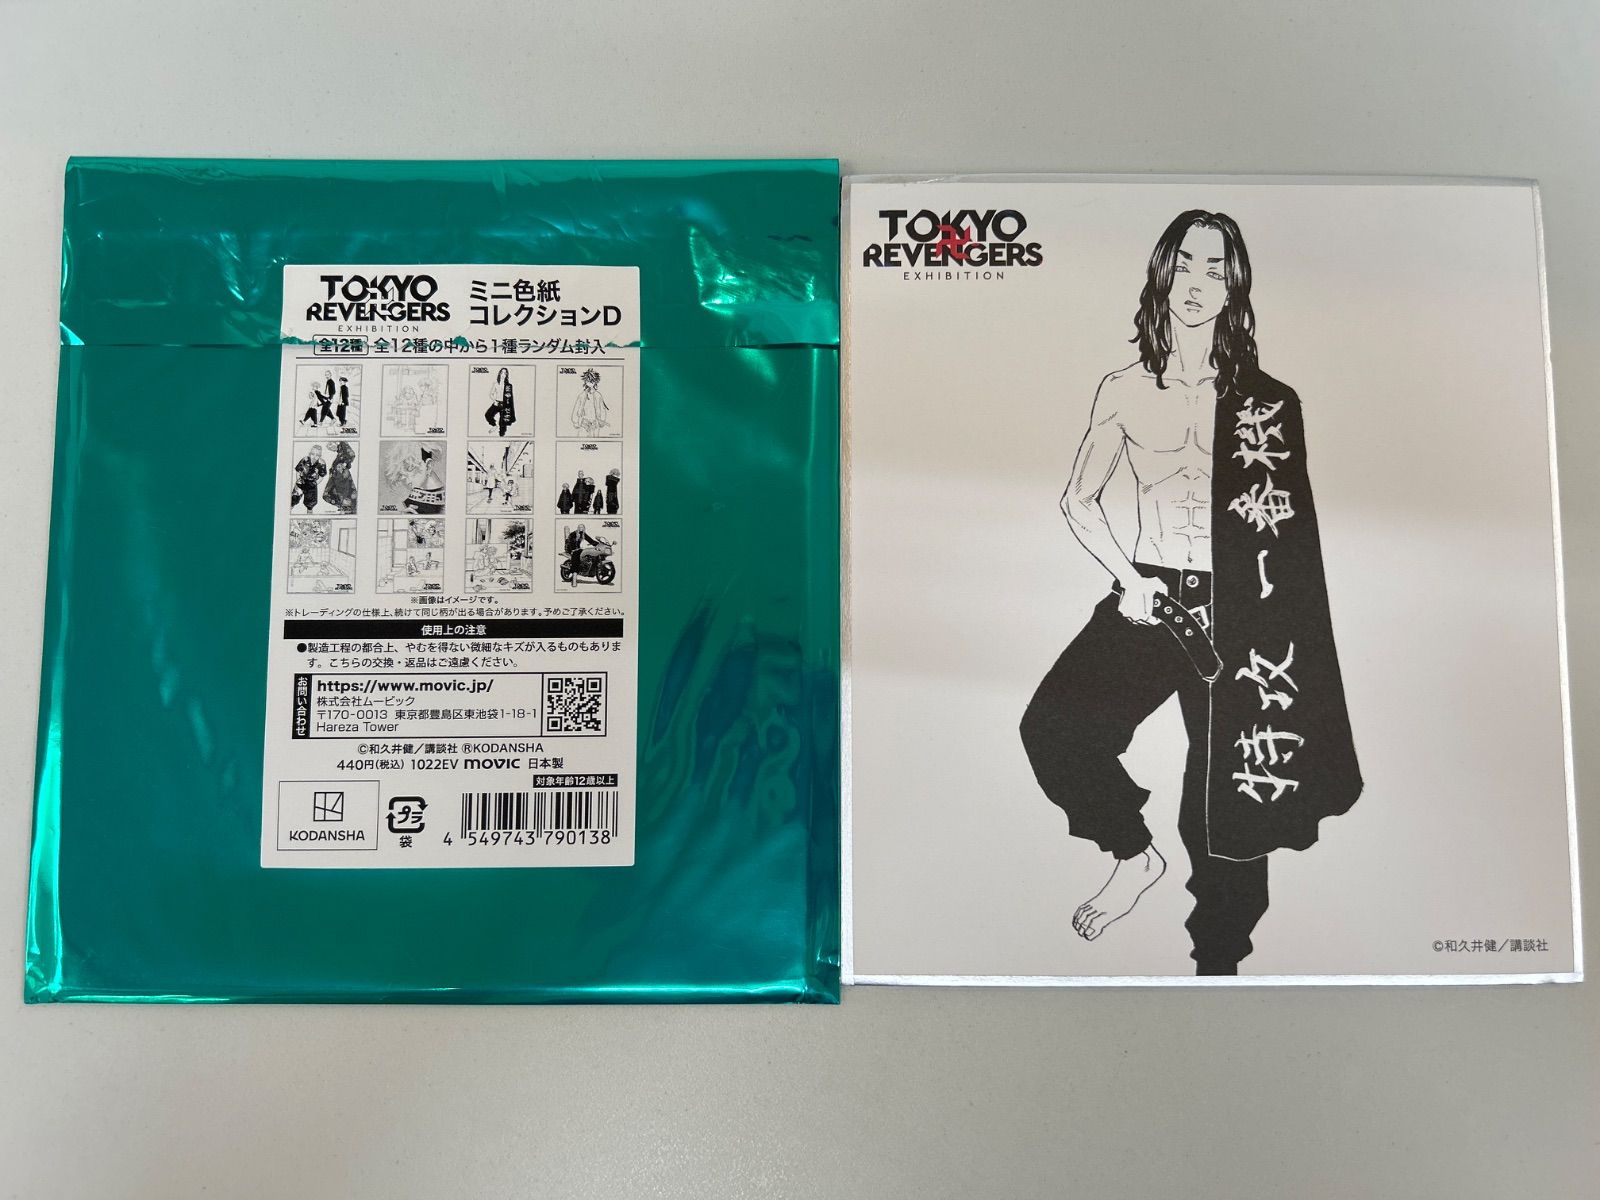 TOKYO
REVENGERS
EXHIBITION
ミニ色紙
コレクションD
全12種 全12種の中から1種ランダム封入
※画像はイメージです。
※トレーディングの仕様上、続けて同じ柄が出る場合があります。予めご了承ください。
使用上の注意
●製造工程の都合上、やむを得ない微細なキズが入るものもありま
す。こちらの交換・返品はご遠慮ください。
お問い合わせ
https://www.movic.jp/
株式会社ムービック
〒170-0013 東京都豊島区東池袋1-18-1
Hareza Tower
©和久井健/講談社 ®KODANSHA
440円(税込) 1022EV movic 日本製
対象年齢12歳以上
KODANSHA
プラ
袋
4 549743 790138
TOKYO
REVENGERS
EXHIBITION
特攻一番機
©和久井健/講談社